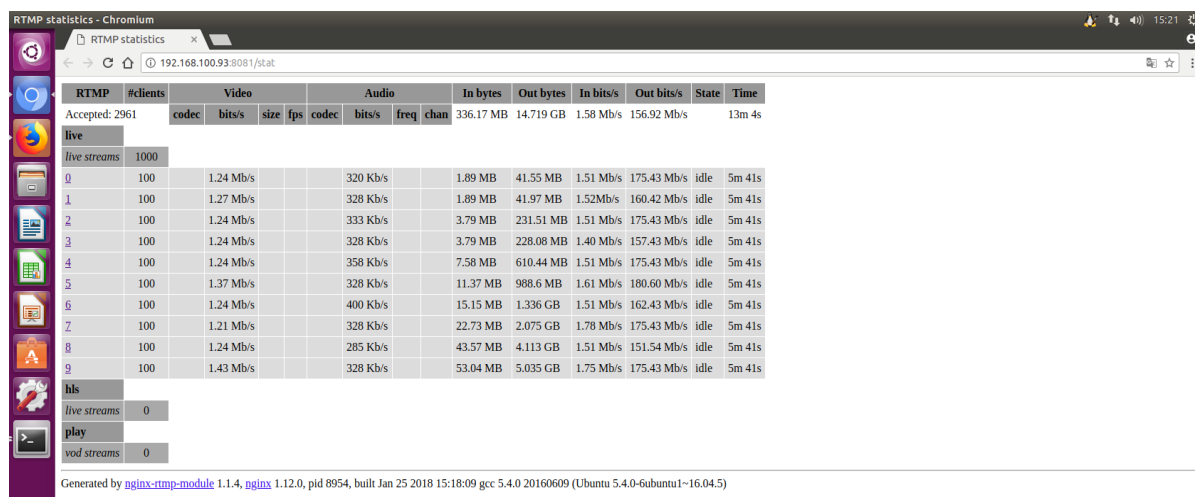 RTMP statistics - Chromium
15:21
RTMP statistics ×
192.168.100.93:8081/stat
RTMP #clients Video Audio In bytes Out bytes In bits/s Out bits/s State Time
Accepted: 2961 codec bits/s size fps codec bits/s freq chan 336.17 MB 14.719 GB 1.58 Mb/s 156.92 Mb/s 13m 4s
live
live streams 1000
0 100 1.24 Mb/s 320 Kb/s 1.89 MB 41.55 MB 1.51 Mb/s 175.43 Mb/s idle 5m 41s
1 100 1.27 Mb/s 328 Kb/s 1.89 MB 41.97 MB 1.52Mb/s 160.42 Mb/s idle 5m 41s
2 100 1.24 Mb/s 333 Kb/s 3.79 MB 231.51 MB 1.51 Mb/s 175.43 Mb/s idle 5m 41s
3 100 1.24 Mb/s 328 Kb/s 3.79 MB 228.08 MB 1.40 Mb/s 157.43 Mb/s idle 5m 41s
4 100 1.24 Mb/s 358 Kb/s 7.58 MB 610.44 MB 1.51 Mb/s 175.43 Mb/s idle 5m 41s
5 100 1.37 Mb/s 328 Kb/s 11.37 MB 988.6 MB 1.61 Mb/s 180.60 Mb/s idle 5m 41s
6 100 1.24 Mb/s 400 Kb/s 15.15 MB 1.336 GB 1.51 Mb/s 162.43 Mb/s idle 5m 41s
7 100 1.21 Mb/s 328 Kb/s 22.73 MB 2.075 GB 1.78 Mb/s 175.43 Mb/s idle 5m 41s
8 100 1.24 Mb/s 285 Kb/s 43.57 MB 4.113 GB 1.51 Mb/s 151.54 Mb/s idle 5m 41s
9 100 1.43 Mb/s 328 Kb/s 53.04 MB 5.035 GB 1.75 Mb/s 175.43 Mb/s idle 5m 41s
hls
live streams 0
play
vod streams 0
Generated by nginx-rtmp-module 1.1.4, nginx 1.12.0, pid 8954, built Jan 25 2018 15:18:09 gcc 5.4.0 20160609 (Ubuntu 5.4.0-6ubuntu1~16.04.5)